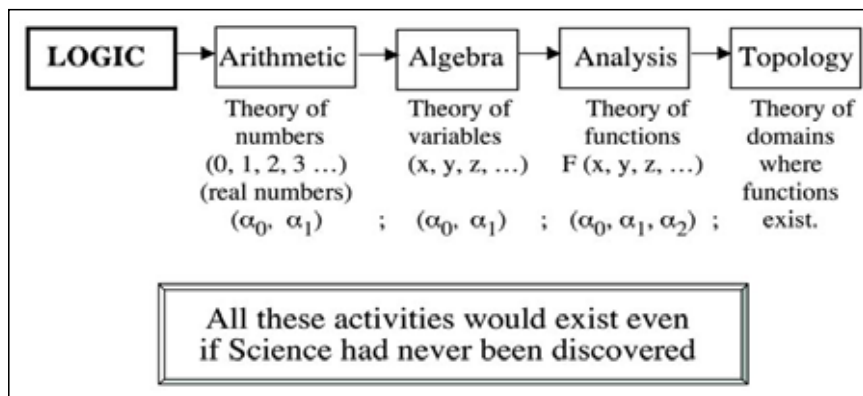 LOGIC Arithmetic Algebra Analysis Topology
Theory of Theory of Theory of Theory of
numbers variables functions domains
(0, 1, 2, 3 ...) (x, y, z, ...) F (x, y, z, ...) where
(real numbers) functions
(α₀, α₁) ; (α₀, α₁) ; (α₀, α₁, α₂) ; exist.
All these activities would exist even
if Science had never been discovered